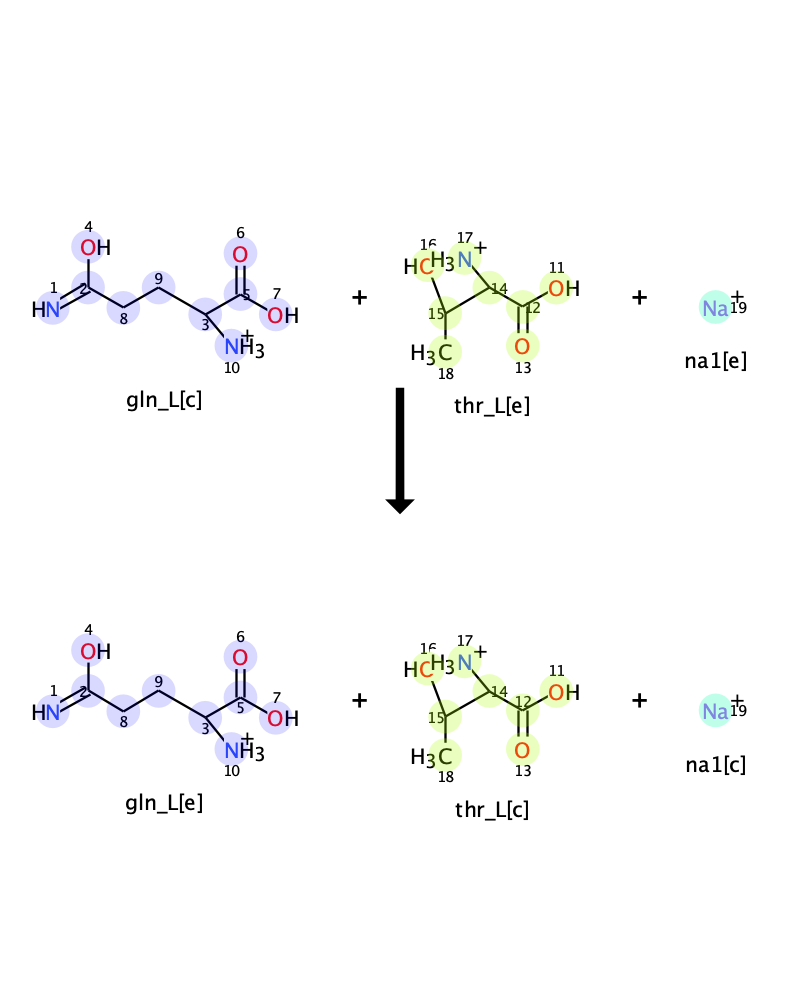 4
OH
1
HN
2
8
9
3
6
O
5
7
OH
NH3
+
10
gln_L[c]
+
16
HO
17
H3N
+
14
15
H3C
18
11
OH
12
O
13
thr_L[e]
+
Na
+
19
na1[e]
4
OH
1
HN
2
8
9
3
6
O
5
7
OH
NH3
+
10
gln_L[e]
+
16
HO
17
H3N
+
14
15
H3C
18
11
OH
12
O
13
thr_L[c]
+
Na
+
19
na1[c]